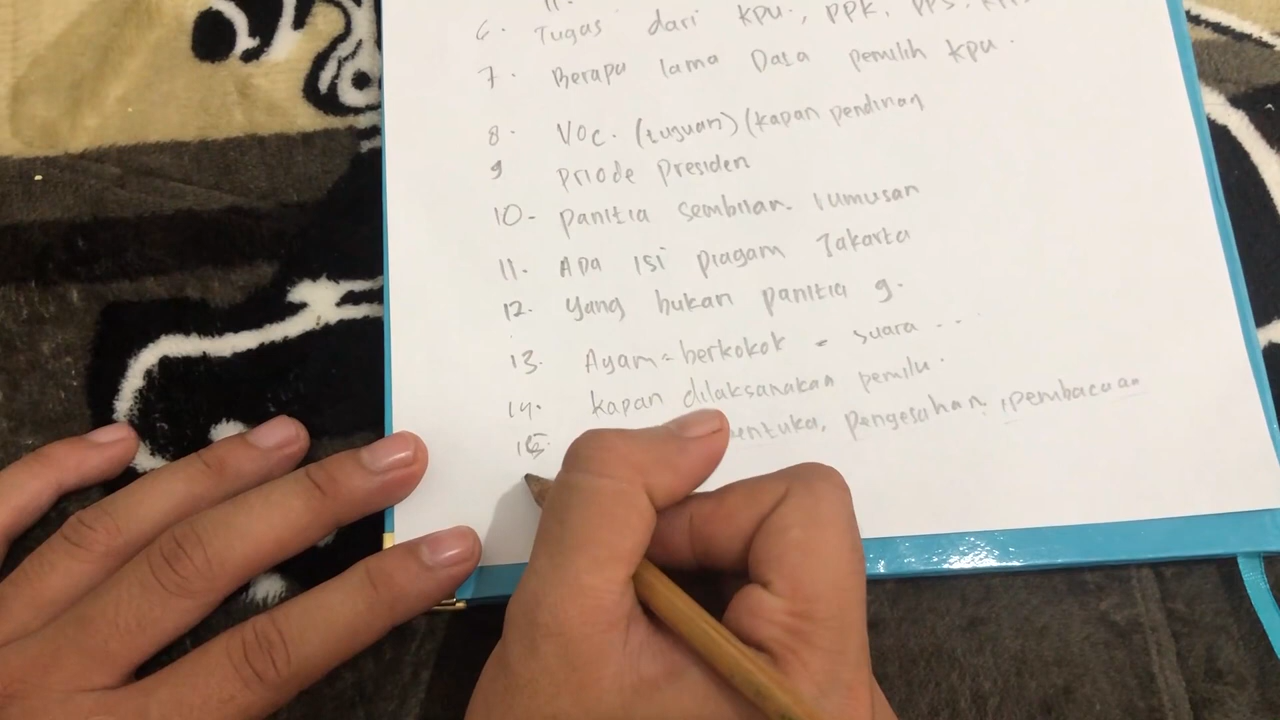 6. Tugas dari KPU., PPK, PPS,
7. Berapa lama Data pemilih kpu.
8. VOC. (tuguan) (kapan pendirian
9 priode presiden
10- panitia sembilan. rumusan
11. Apa isi piagam Jakarta
12. yang bukan panitia 9.
13. Ayam = berkokok - suara ...
14. kapan dilaksanakan pemilu.
15. entuka, pengesahan, pembacaan